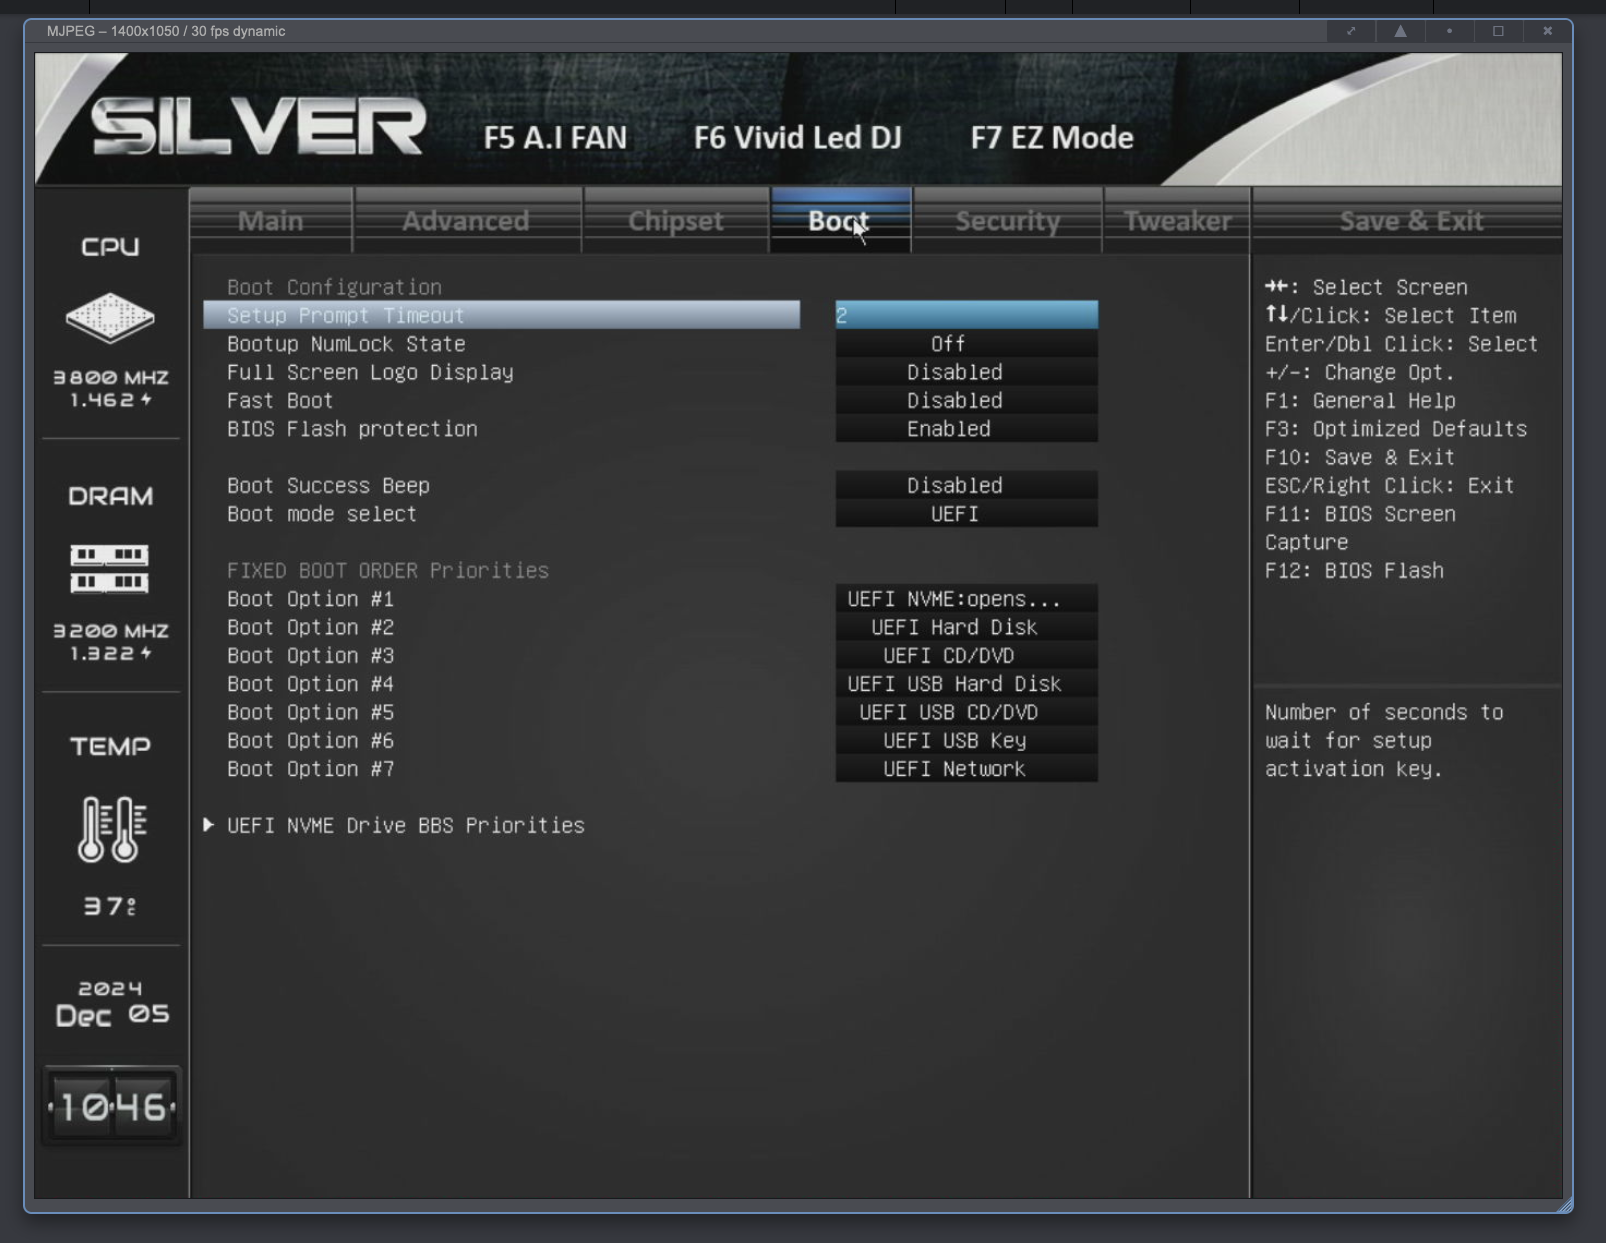 MJPEG – 1400x1050 / 30 fps dynamic
SILVER
F5 A.I FAN
F6 Vivid Led DJ
F7 EZ Mode
Main
Advanced
Chipset
Boot
Security
Tweaker
Save & Exit
CPU
3800 MHZ
1.462
DRAM
3200 MHZ
1.322
TEMP
37°C
2024
Dec 05
10:46
Boot Configuration
Setup Prompt Timeout 2
Bootup NumLock State Off
Full Screen Logo Display Disabled
Fast Boot Disabled
BIOS Flash protection Enabled
Boot Success Beep Disabled
Boot mode select UEFI
FIXED BOOT ORDER Priorities
Boot Option #1 UEFI NVME:opens...
Boot Option #2 UEFI Hard Disk
Boot Option #3 UEFI CD/DVD
Boot Option #4 UEFI USB Hard Disk
Boot Option #5 UEFI USB CD/DVD
Boot Option #6 UEFI USB Key
Boot Option #7 UEFI Network
UEFI NVME Drive BBS Priorities
→←: Select Screen
↑↓/Click: Select Item
Enter/Dbl Click: Select
+/-: Change Opt.
F1: General Help
F3: Optimized Defaults
F10: Save & Exit
ESC/Right Click: Exit
F11: BIOS Screen
Capture
F12: BIOS Flash
Number of seconds to
wait for setup
activation key.